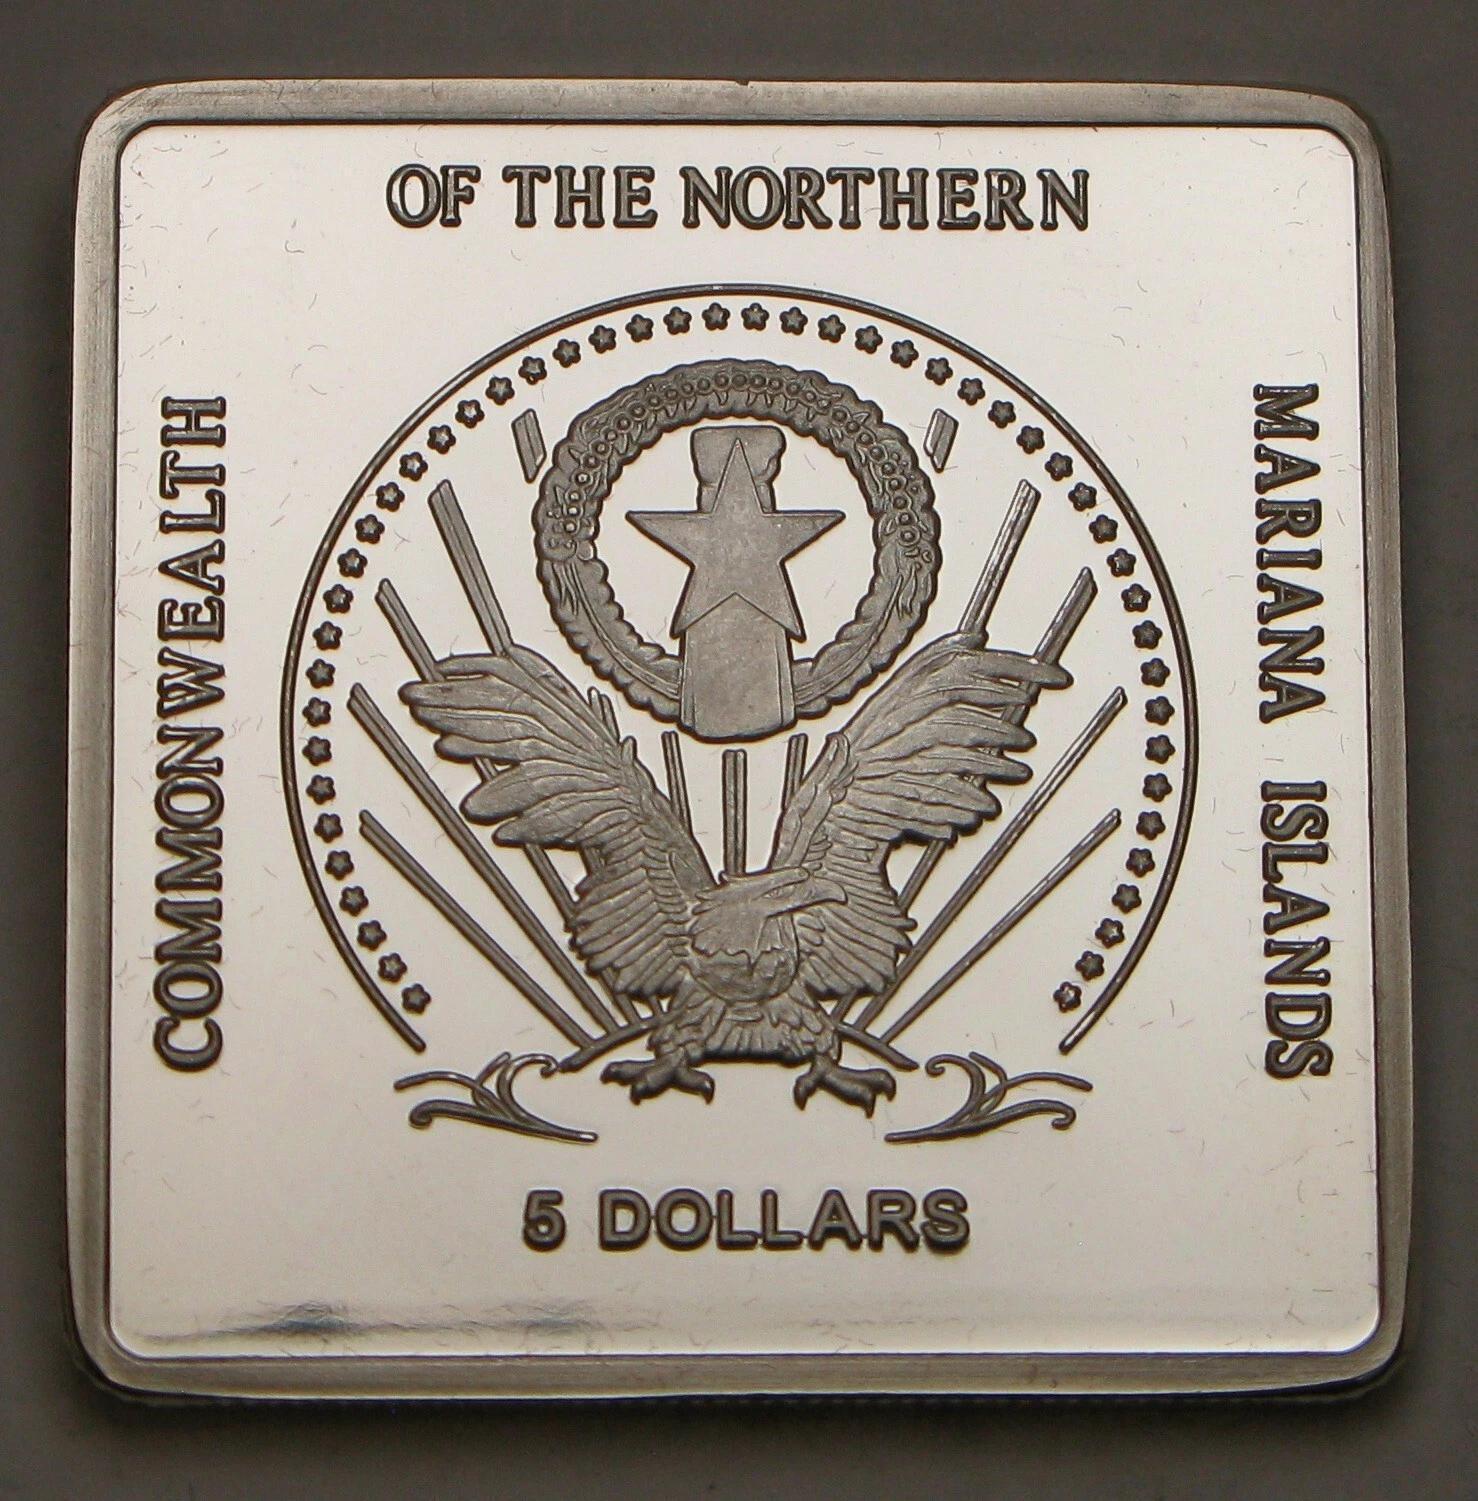 COMMONWEALTH
OF THE NORTHERN
MARIANA ISLANDS
5 DOLLARS